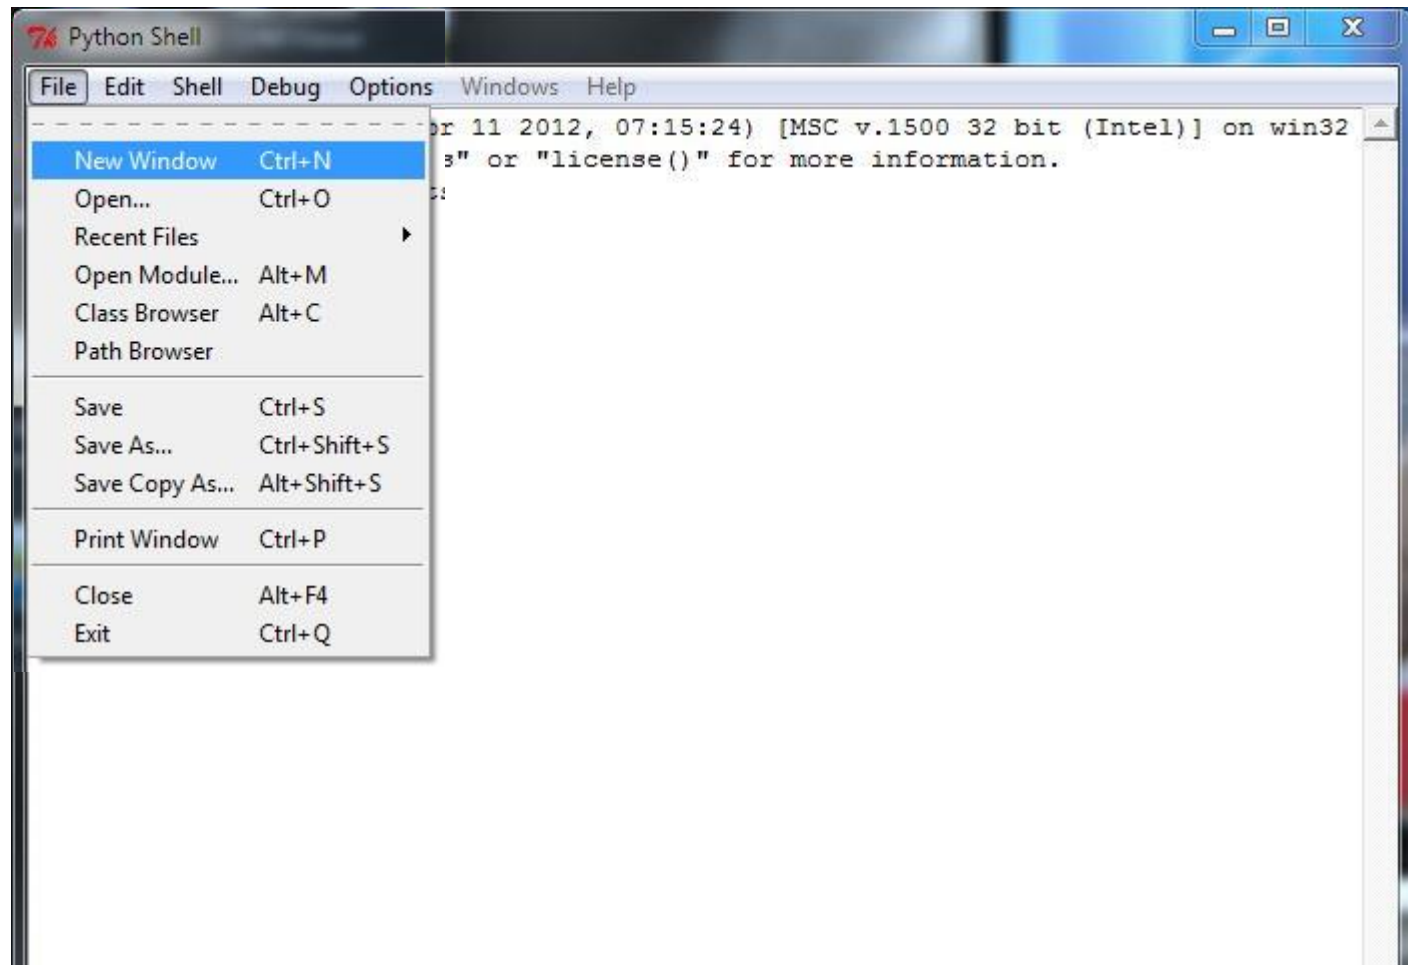 Python Shell
File Edit Shell Debug Options Windows Help
r 11 2012, 07:15:24) [MSC v.1500 32 bit (Intel)] on win32
New Window Ctrl+N
" or "license()" for more information.
Open... Ctrl+O
Recent Files
Open Module... Alt+M
Class Browser Alt+C
Path Browser
Save Ctrl+S
Save As... Ctrl+Shift+S
Save Copy As... Alt+Shift+S
Print Window Ctrl+P
Close Alt+F4
Exit Ctrl+Q